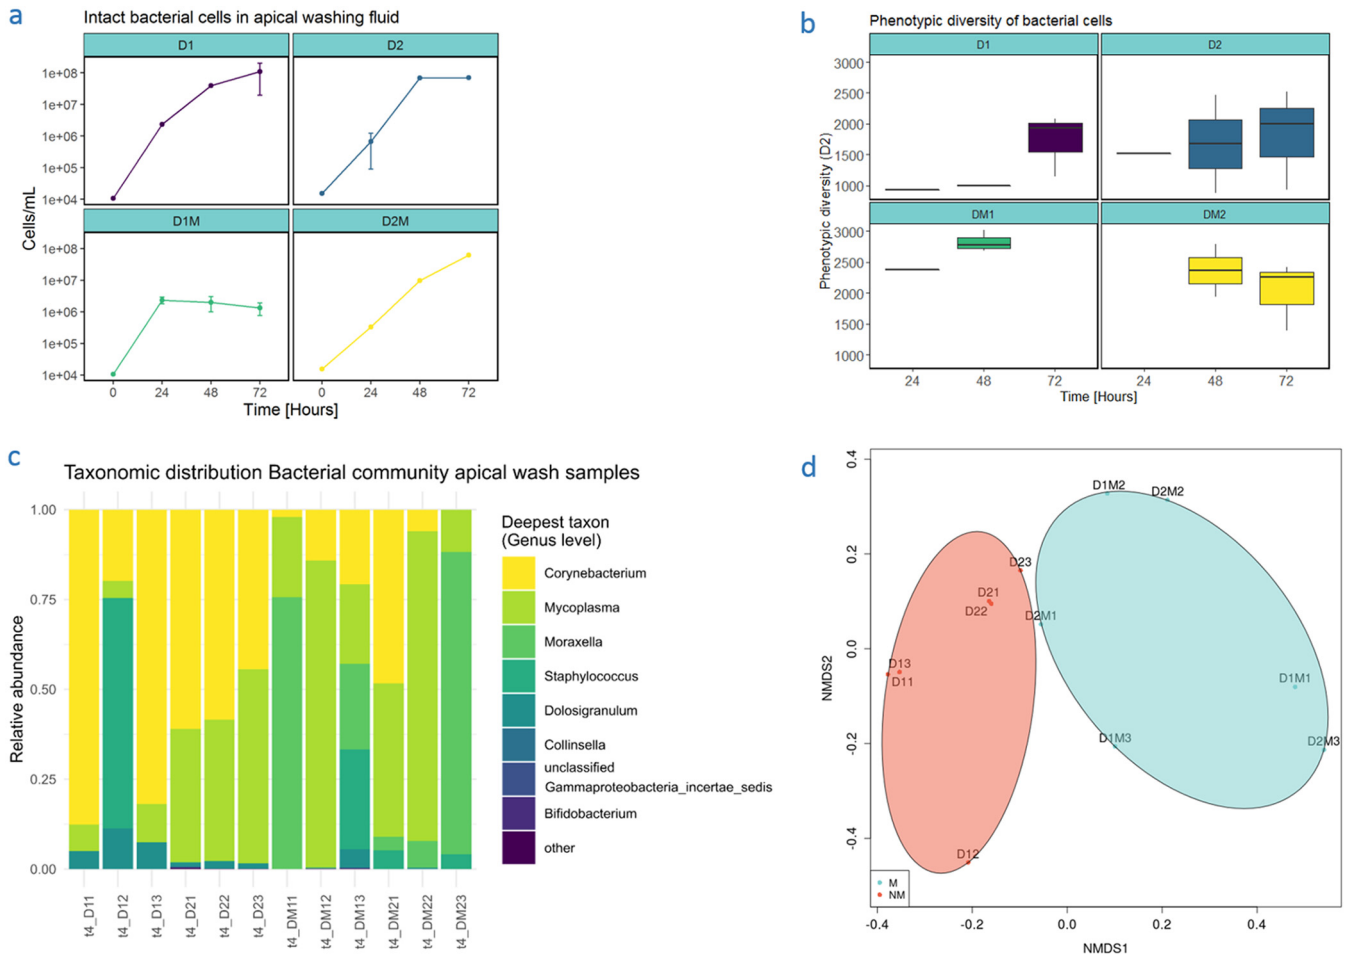 a
Intact bacterial cells in apical washing fluid
D1
D2
1e+08
1e+07
1e+06
1e+05
1e+04
D1M
D2M
1e+08
1e+07
1e+06
1e+05
1e+04
Cells/mL
0 24 48 72
0 24 48 72
Time [Hours]
b
Phenotypic diversity of bacterial cells
D1
D2
3000
2500
2000
1500
1000
DM1
DM2
3000
2500
2000
1500
1000
Phenotypic diversity (D2)
24 48 72
24 48 72
Time [Hours]
c
Taxonomic distribution Bacterial community apical wash samples
1.00
0.75
0.50
0.25
0.00
Relative abundance
t4_D11
t4_D12
t4_D13
t4_D21
t4_D22
t4_D23
t4_DM11
t4_DM12
t4_DM13
t4_DM21
t4_DM22
t4_DM23
Deepest taxon
(Genus level)
Corynebacterium
Mycoplasma
Moraxella
Staphylococcus
Dolosigranulum
Collinsella
unclassified
Gammaproteobacteria_incertae_sedis
Bifidobacterium
other
d
0.4
0.2
0.0
-0.2
-0.4
NMDS2
D1M2
D2M2
D23
D21
D22
D2M1
D13
D11
D1M1
D1M3
D2M3
D12
M
NM
-0.4 -0.2 0.0 0.2 0.4
NMDS1